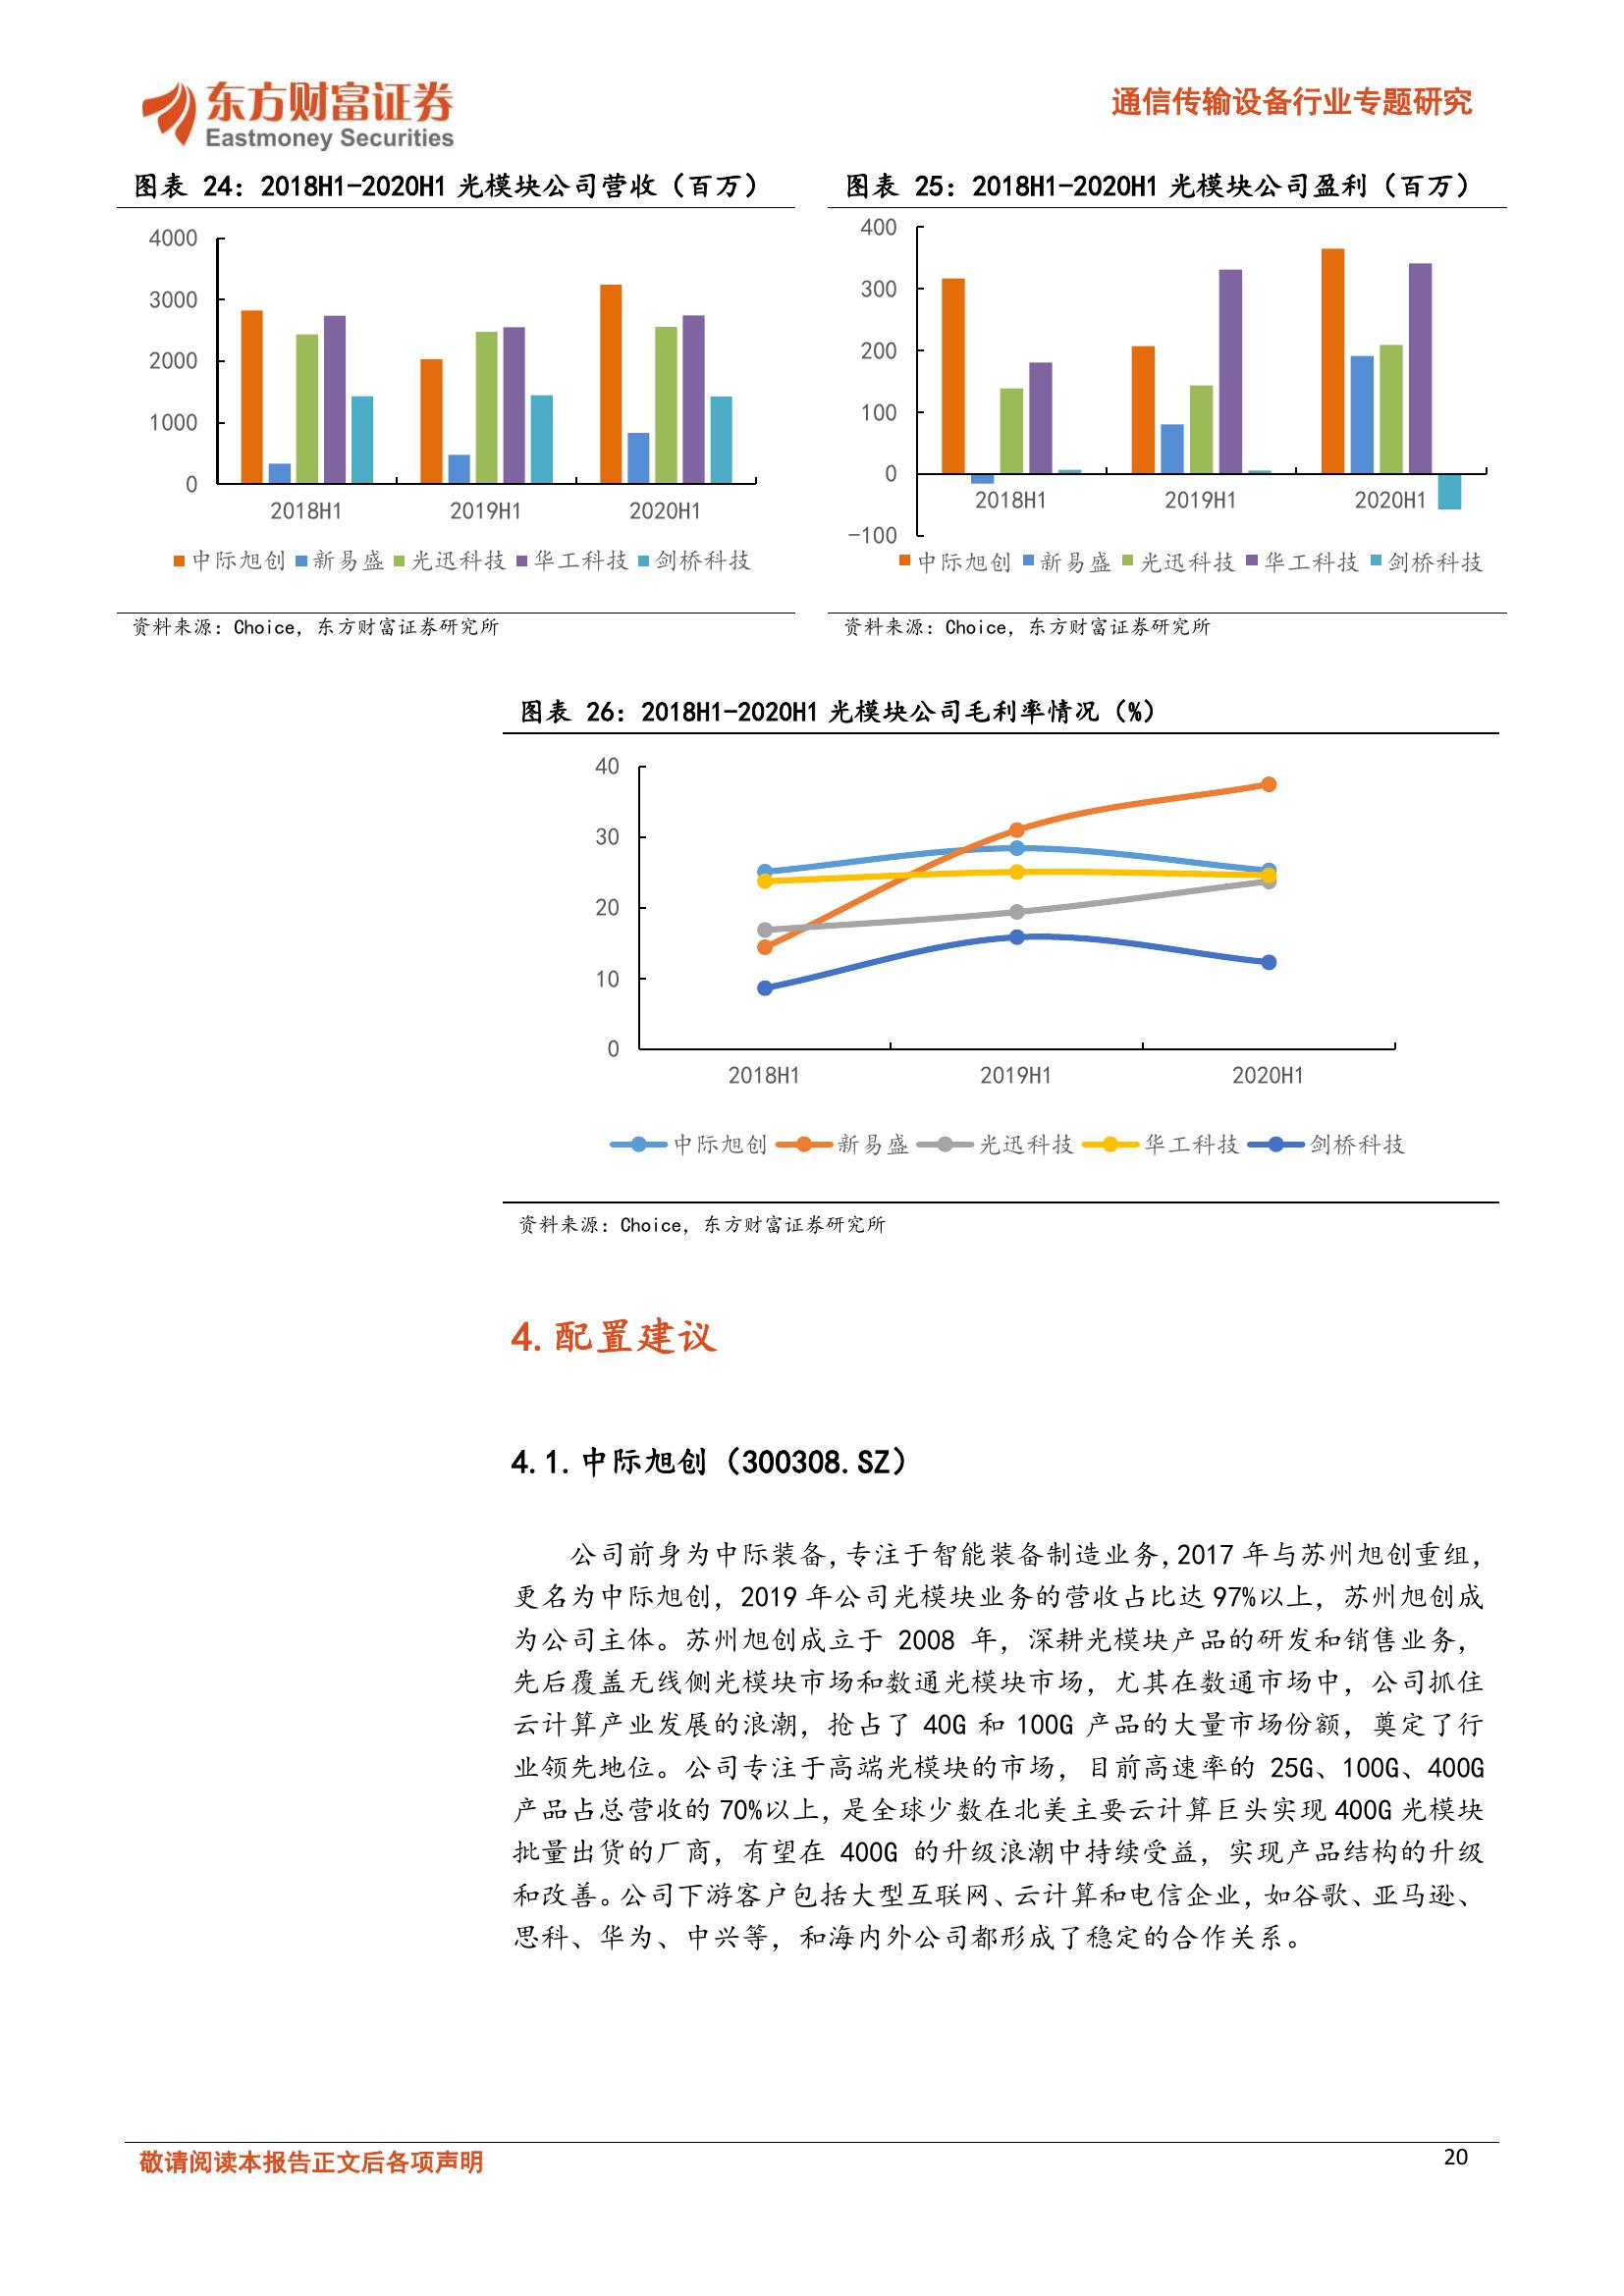 东方财富证券
Eastmoney Securities
通信传输设备行业专题研究
图表 24：2018H1-2020H1 光模块公司营收（百万）
4000
3000
2000
1000
0
2018H1
2019H1
2020H1
中际旭创 新易盛 光迅科技 华工科技 剑桥科技
资料来源：Choice，东方财富证券研究所
图表 25：2018H1-2020H1 光模块公司盈利（百万）
400
300
200
100
0
-100
2018H1
2019H1
2020H1
中际旭创 新易盛 光迅科技 华工科技 剑桥科技
资料来源：Choice，东方财富证券研究所
图表 26：2018H1-2020H1 光模块公司毛利率情况（%）
40
30
20
10
0
2018H1
2019H1
2020H1
中际旭创 新易盛 光迅科技 华工科技 剑桥科技
资料来源：Choice，东方财富证券研究所
4.配置建议
4.1.中际旭创（300308.SZ）
公司前身为中际装备，专注于智能装备制造业务，2017 年与苏州旭创重组，
更名为中际旭创，2019 年公司光模块业务的营收占比达 97%以上，苏州旭创成
为公司主体。苏州旭创成立于 2008 年，深耕光模块产品的研发和销售业务，
先后覆盖无线侧光模块市场和数通光模块市场，尤其在数通市场中，公司抓住
云计算产业发展的浪潮，抢占了 40G 和 100G 产品的大量市场份额，奠定了行
业领先地位。公司专注于高端光模块的市场，目前高速率的 25G、100G、400G
产品占总营收的 70%以上，是全球少数在北美主要云计算巨头实现 400G 光模块
批量出货的厂商，有望在 400G 的升级浪潮中持续受益，实现产品结构的升级
和改善。公司下游客户包括大型互联网、云计算和电信企业，如谷歌、亚马逊、
思科、华为、中兴等，和海内外公司都形成了稳定的合作关系。
敬请阅读本报告正文后各项声明
20